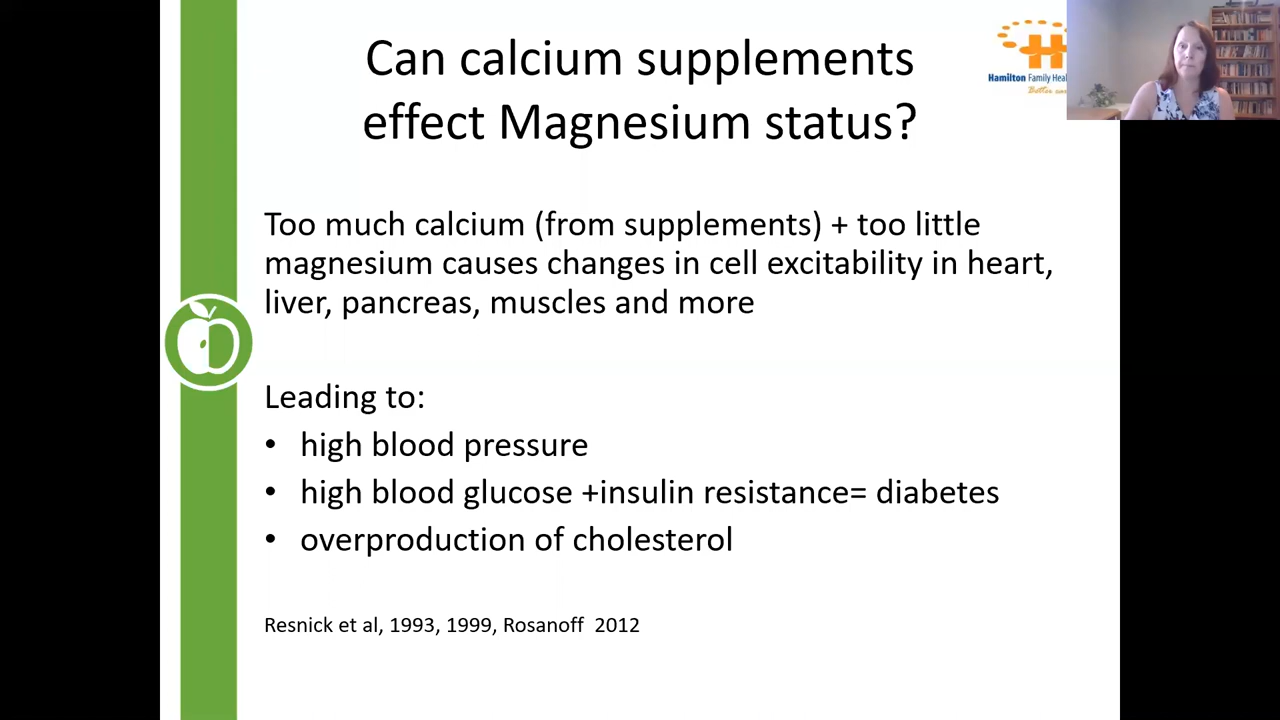 Can calcium supplements
effect Magnesium status?
Hamilton Family
Too much calcium (from supplements) + too little
magnesium causes changes in cell excitability in heart,
liver, pancreas, muscles and more
Leading to:
• high blood pressure
• high blood glucose +insulin resistance= diabetes
• overproduction of cholesterol
Resnick et al, 1993, 1999, Rosanoff 2012